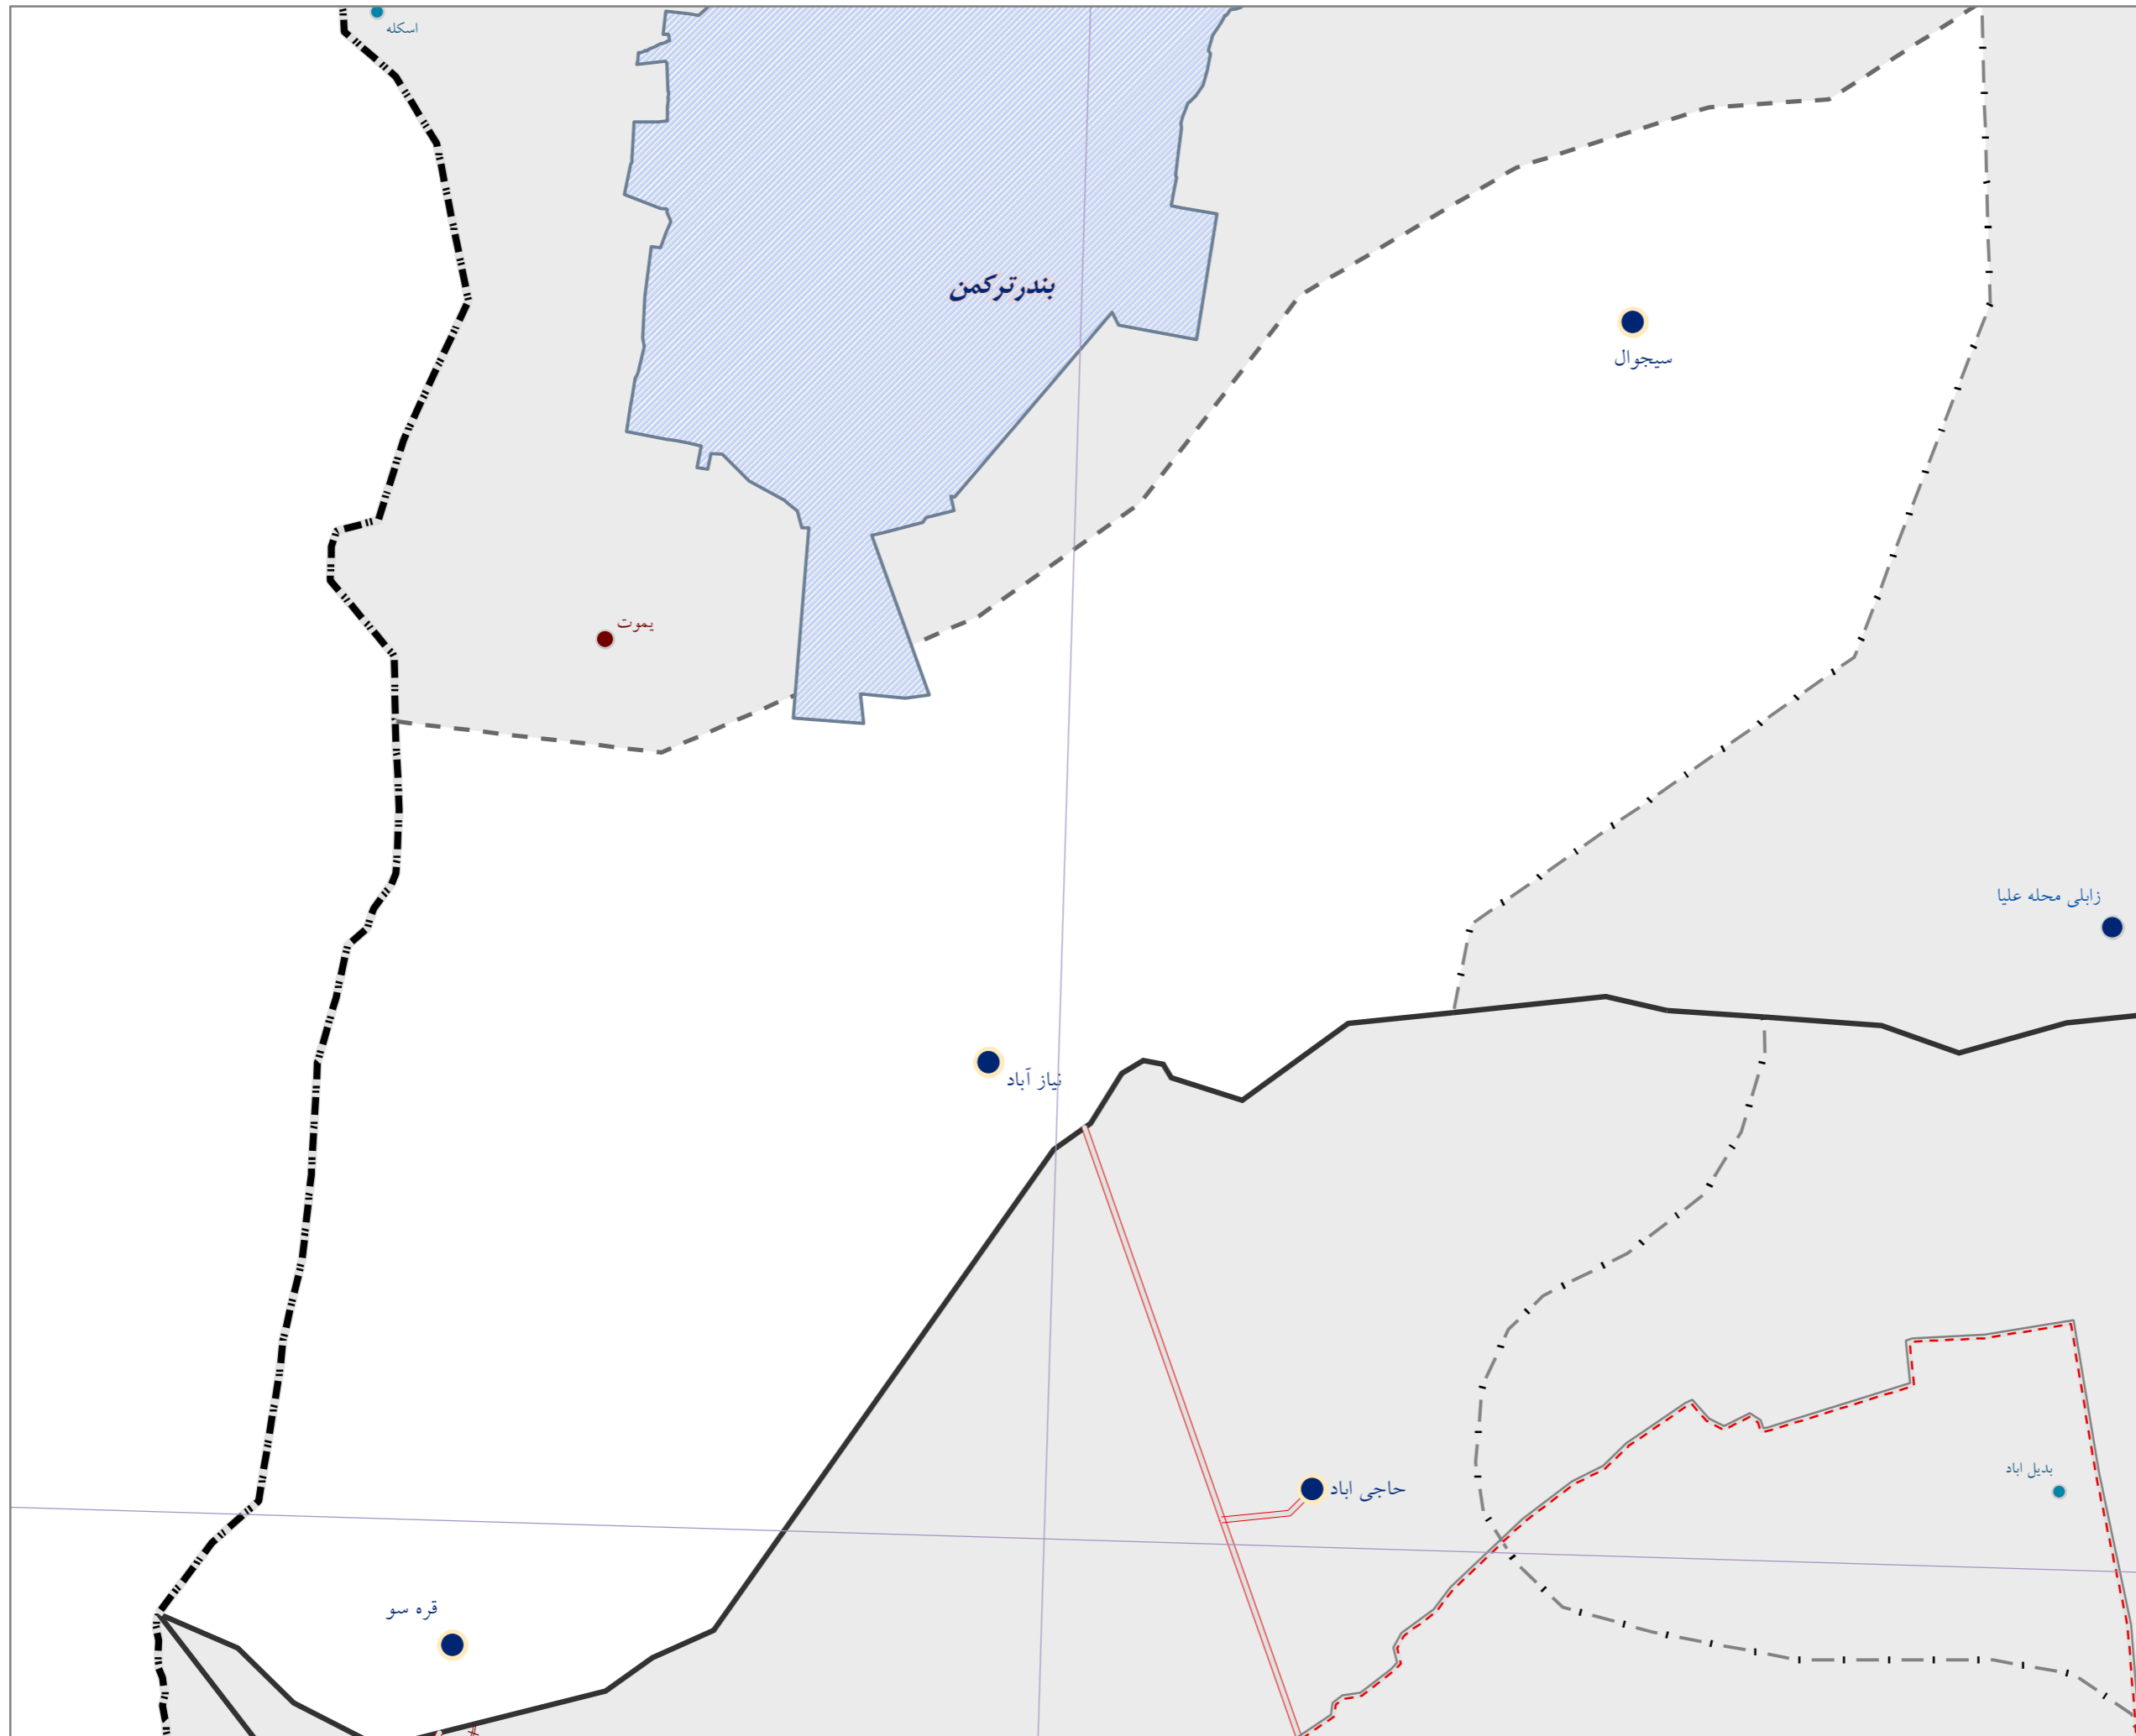 اسکله
بندرترکمن
سیجوال
یموت
زابلی محله علیا
نیاز آباد
بدیل اباد
حاجی اباد
قره سو